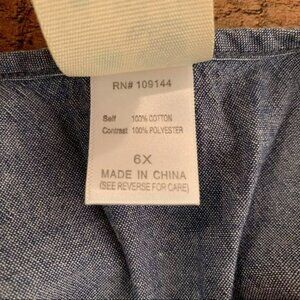 RN# 109144
Self 100% COTTON
Contrast 100% POLYESTER
6X
MADE IN CHINA
(SEE REVERSE FOR CARE)